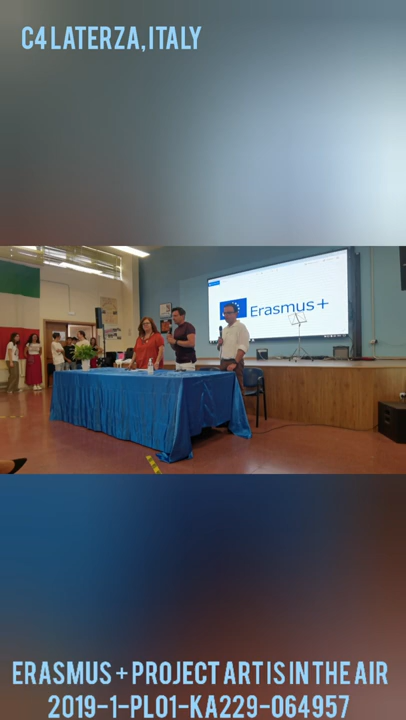 C4 LATERZA, ITALY
Erasmus+
ERASMUS + PROJECT ART IS IN THE AIR
2019-1-PL01-KA229-064957